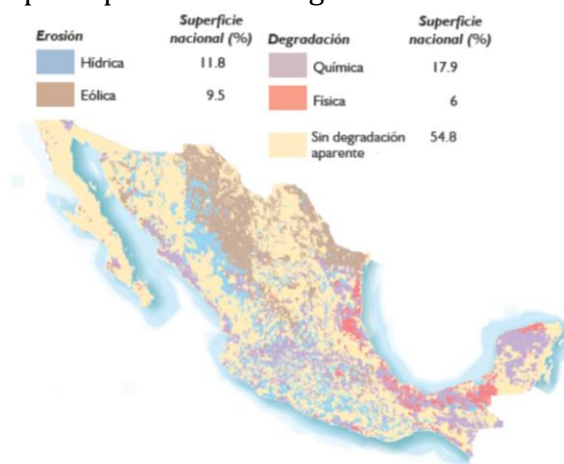 Erosión
Superficie
nacional (%)
Hídrica 11.8
Eólica 9.5
Degradación
Superficie
nacional (%)
Química 17.9
Física 6
Sin degradación 54.8
aparente